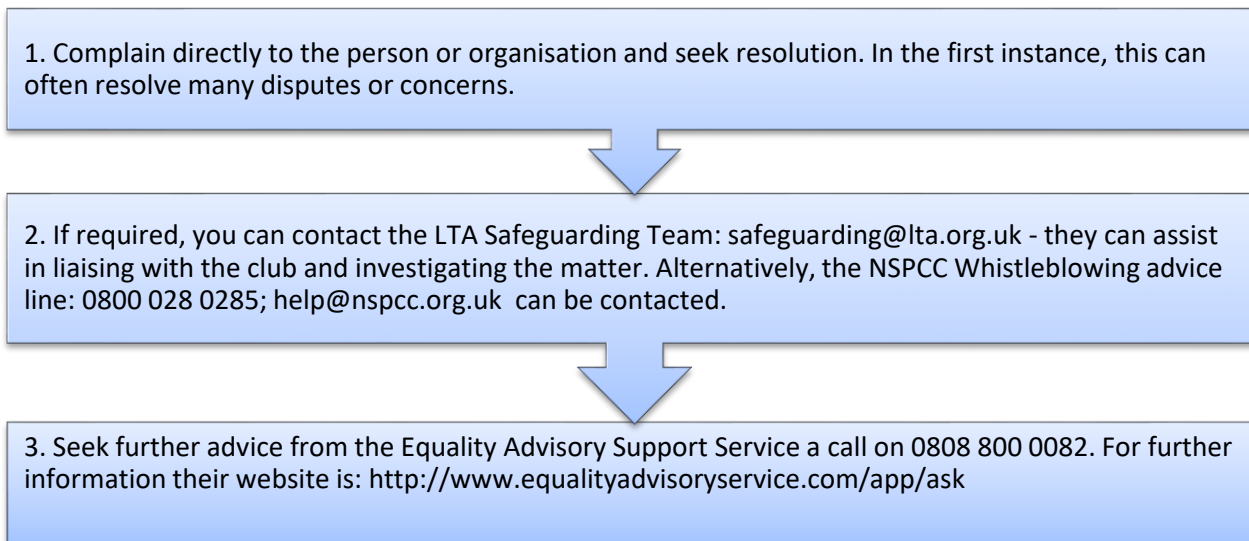 1. Complain directly to the person or organisation and seek resolution. In the first instance, this can
often resolve many disputes or concerns.
2. If required, you can contact the LTA Safeguarding Team: safeguarding@lta.org.uk - they can assist
in liaising with the club and investigating the matter. Alternatively, the NSPCC Whistleblowing advice
line: 0800 028 0285; help@nspcc.org.uk  can be contacted.
3. Seek further advice from the Equality Advisory Support Service a call on 0808 800 0082. For further
information their website is: http://www.equalityadvisoryservice.com/app/ask